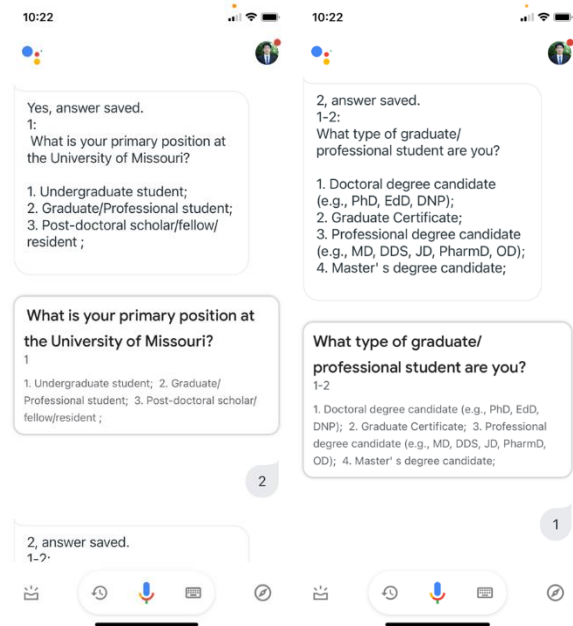 10:22
Yes, answer saved.
1:
What is your primary position at
the University of Missouri?
1. Undergraduate student;
2. Graduate/Professional student;
3. Post-doctoral scholar/fellow/
resident ;
What is your primary position at
the University of Missouri?
1
1. Undergraduate student; 2. Graduate/
Professional student; 3. Post-doctoral scholar/
fellow/resident ;
2
2, answer saved.
1-2:
10:22
2, answer saved.
1-2:
What type of graduate/
professional student are you?
1. Doctoral degree candidate
(e.g., PhD, EdD, DNP);
2. Graduate Certificate;
3. Professional degree candidate
(e.g., MD, DDS, JD, PharmD, OD);
4. Master' s degree candidate;
What type of graduate/
professional student are you?
1-2
1. Doctoral degree candidate (e.g., PhD, EdD,
DNP); 2. Graduate Certificate; 3. Professional
degree candidate (e.g., MD, DDS, JD, PharmD,
OD); 4. Master' s degree candidate;
1